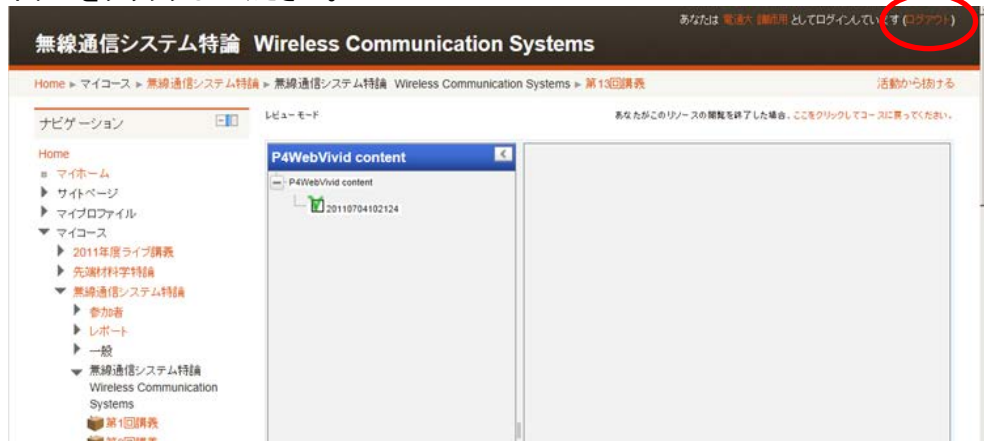 あなたは 電通大 講師用 としてログインしています (ログアウト)
無線通信システム特論 Wireless Communication Systems
Home ▶ マイコース ▶ 無線通信システム特論 ▶ 無線通信システム特論 Wireless Communication Systems ▶ 第13回講義
活動から抜ける
ナビゲーション
レビューモード
あなたがこのリソースの閲覧を終了した場合、ここをクリックしてコースに戻ってください。
Home
マイホーム
サイトページ
マイプロファイル
マイコース
2011年度ライブ講義
先端材料学特論
無線通信システム特論
参加者
レポート
一般
無線通信システム特論
Wireless Communication
Systems
第1回講義
P4WebVivid content
P4WebVivid content
20110704102124